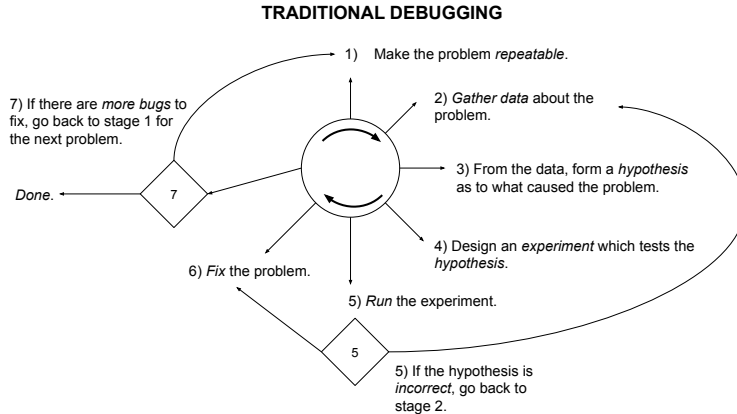 TRADITIONAL DEBUGGING
1) Make the problem repeatable.
2) Gather data about the
problem.
3) From the data, form a hypothesis
as to what caused the problem.
4) Design an experiment which tests the
hypothesis.
5) Run the experiment.
5
5) If the hypothesis is
incorrect, go back to
stage 2.
6) Fix the problem.
7) If there are more bugs to
fix, go back to stage 1 for
the next problem.
7
Done.